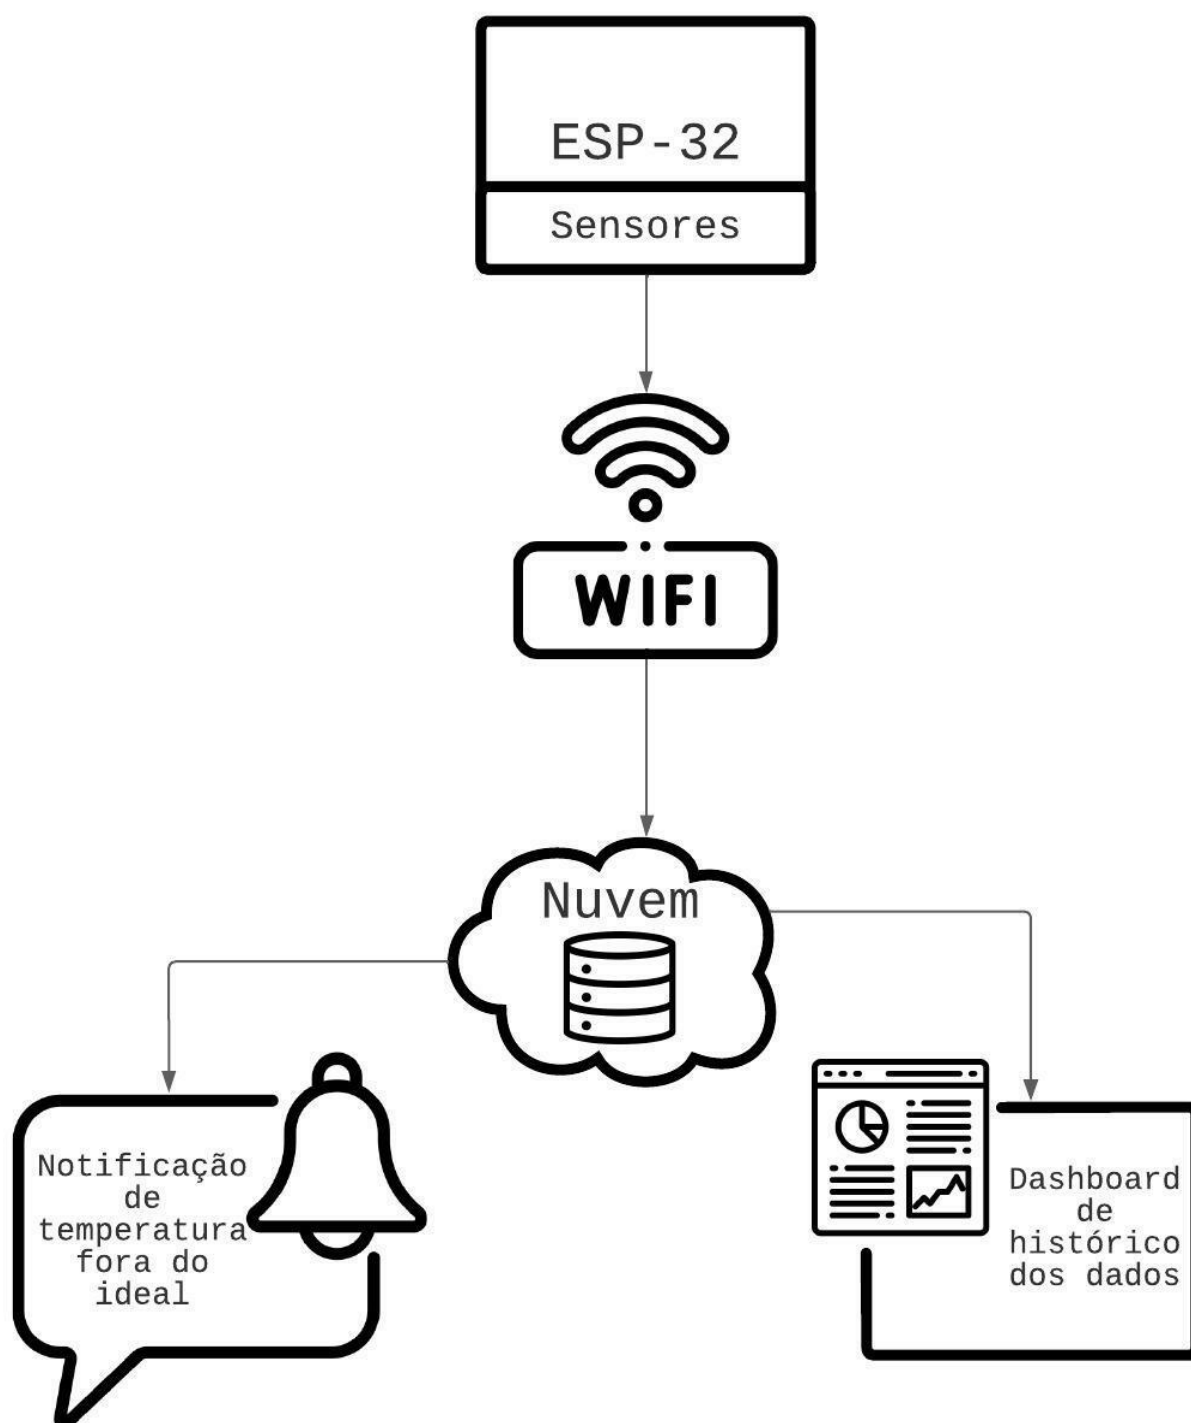 ESP-32
Sensores
WIFI
Nuvem
Notificação
de
temperatura
fora do
ideal
Dashboard
de
histórico
dos dados